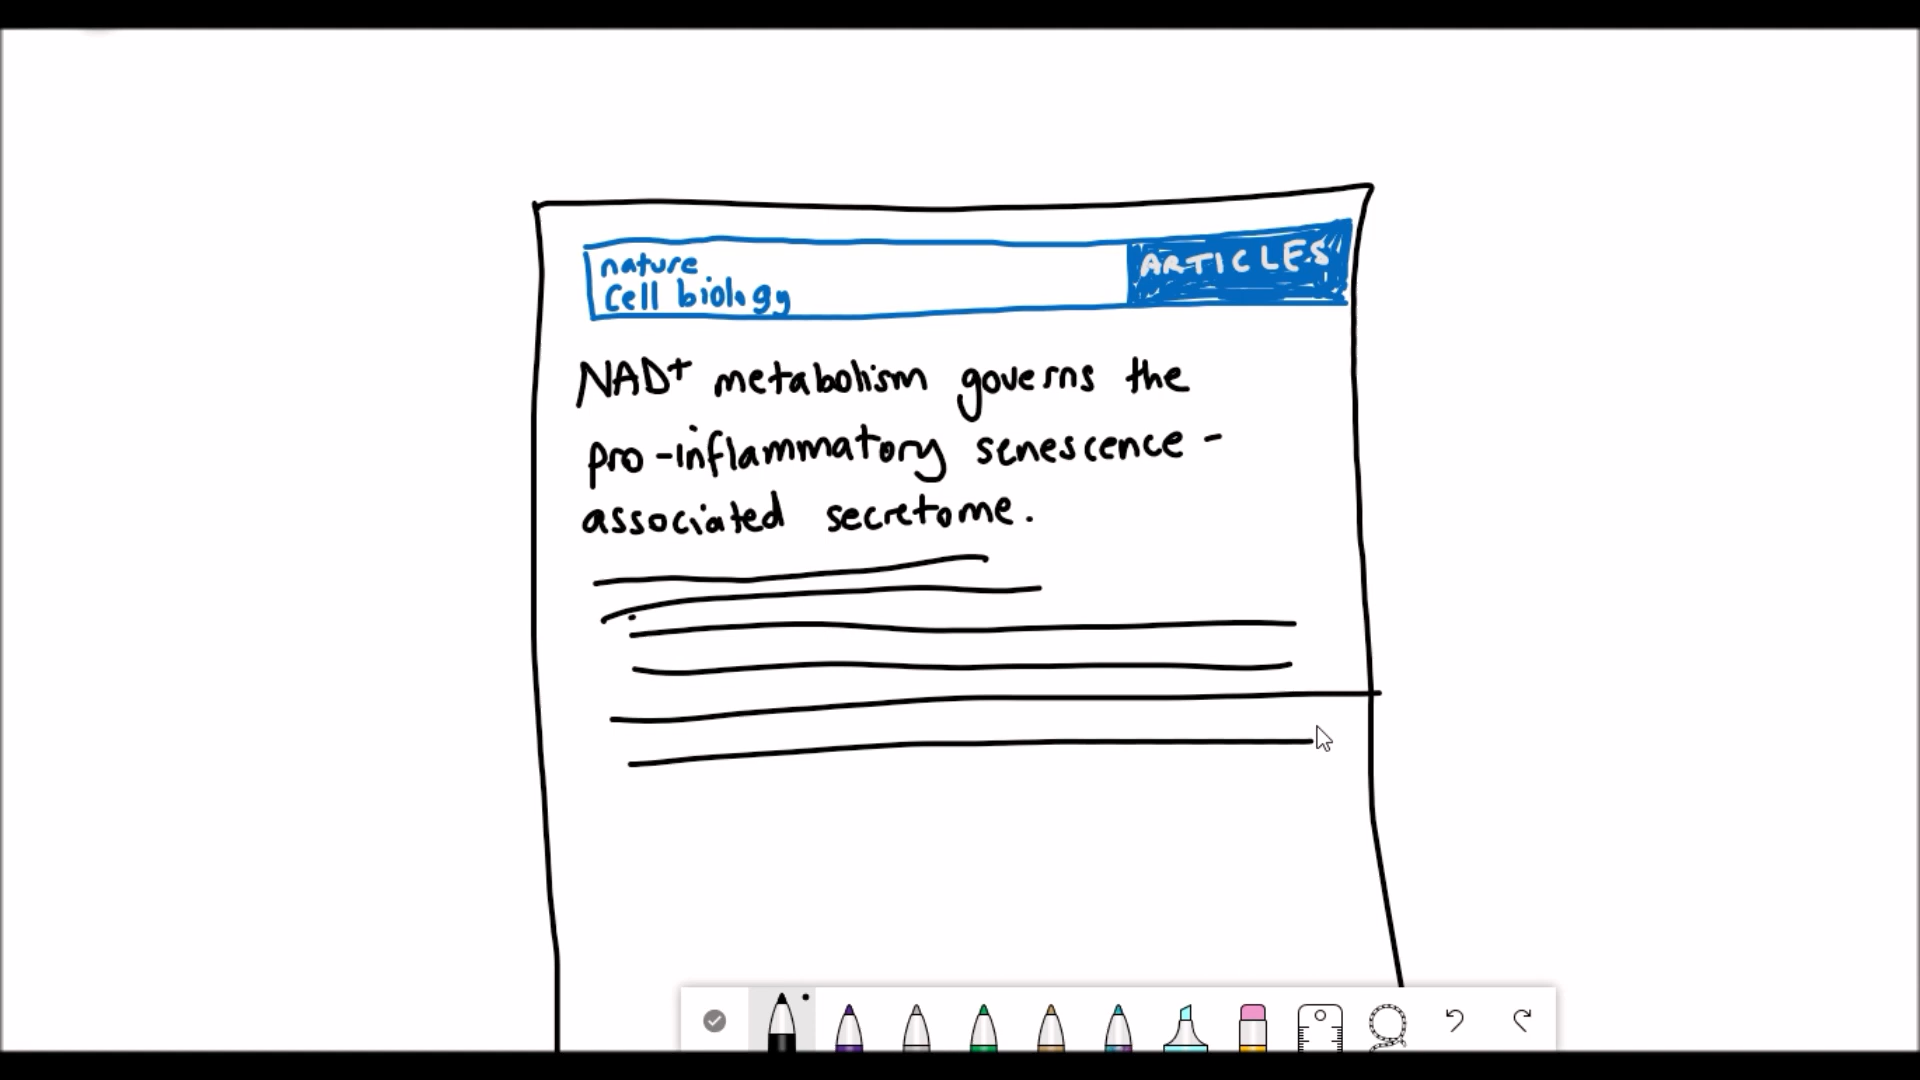 nature
cell biology
ARTICLES
NAD+ metabolism governs the
pro-inflammatory senescence-
associated secretome.